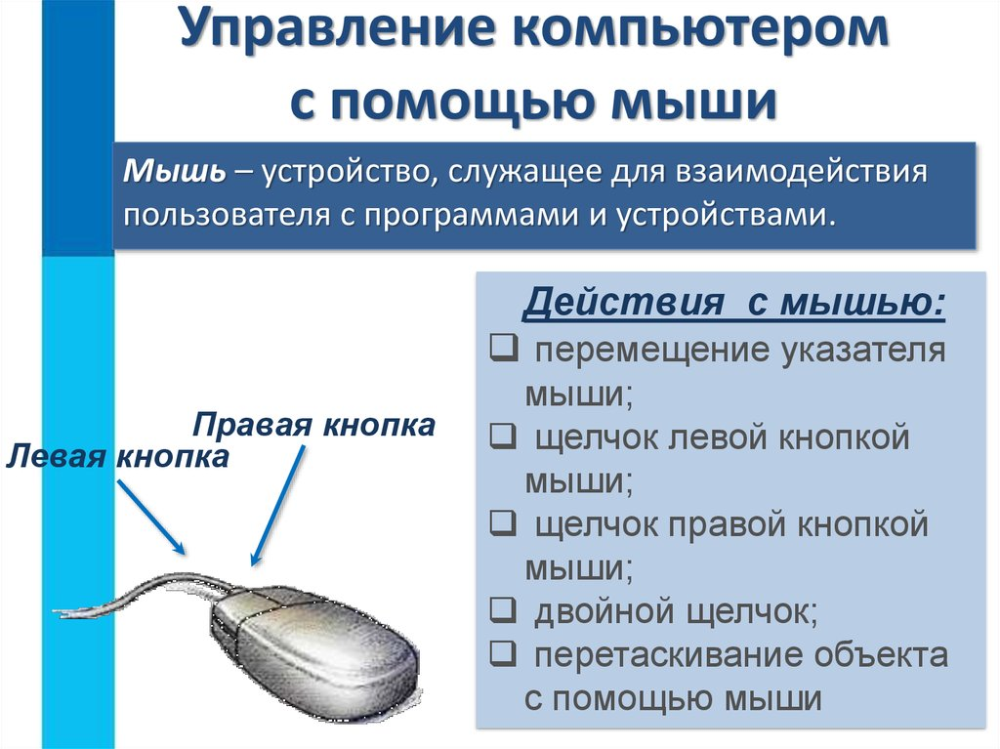 Управление компьютером
с помощью мыши
Мышь – устройство, служащее для взаимодействия
пользователя с программами и устройствами.
Правая кнопка
Левая кнопка
Действия с мышью:
перемещение указателя
мыши;
щелчок левой кнопкой
мыши;
щелчок правой кнопкой
мыши;
двойной щелчок;
перетаскивание объекта
с помощью мыши